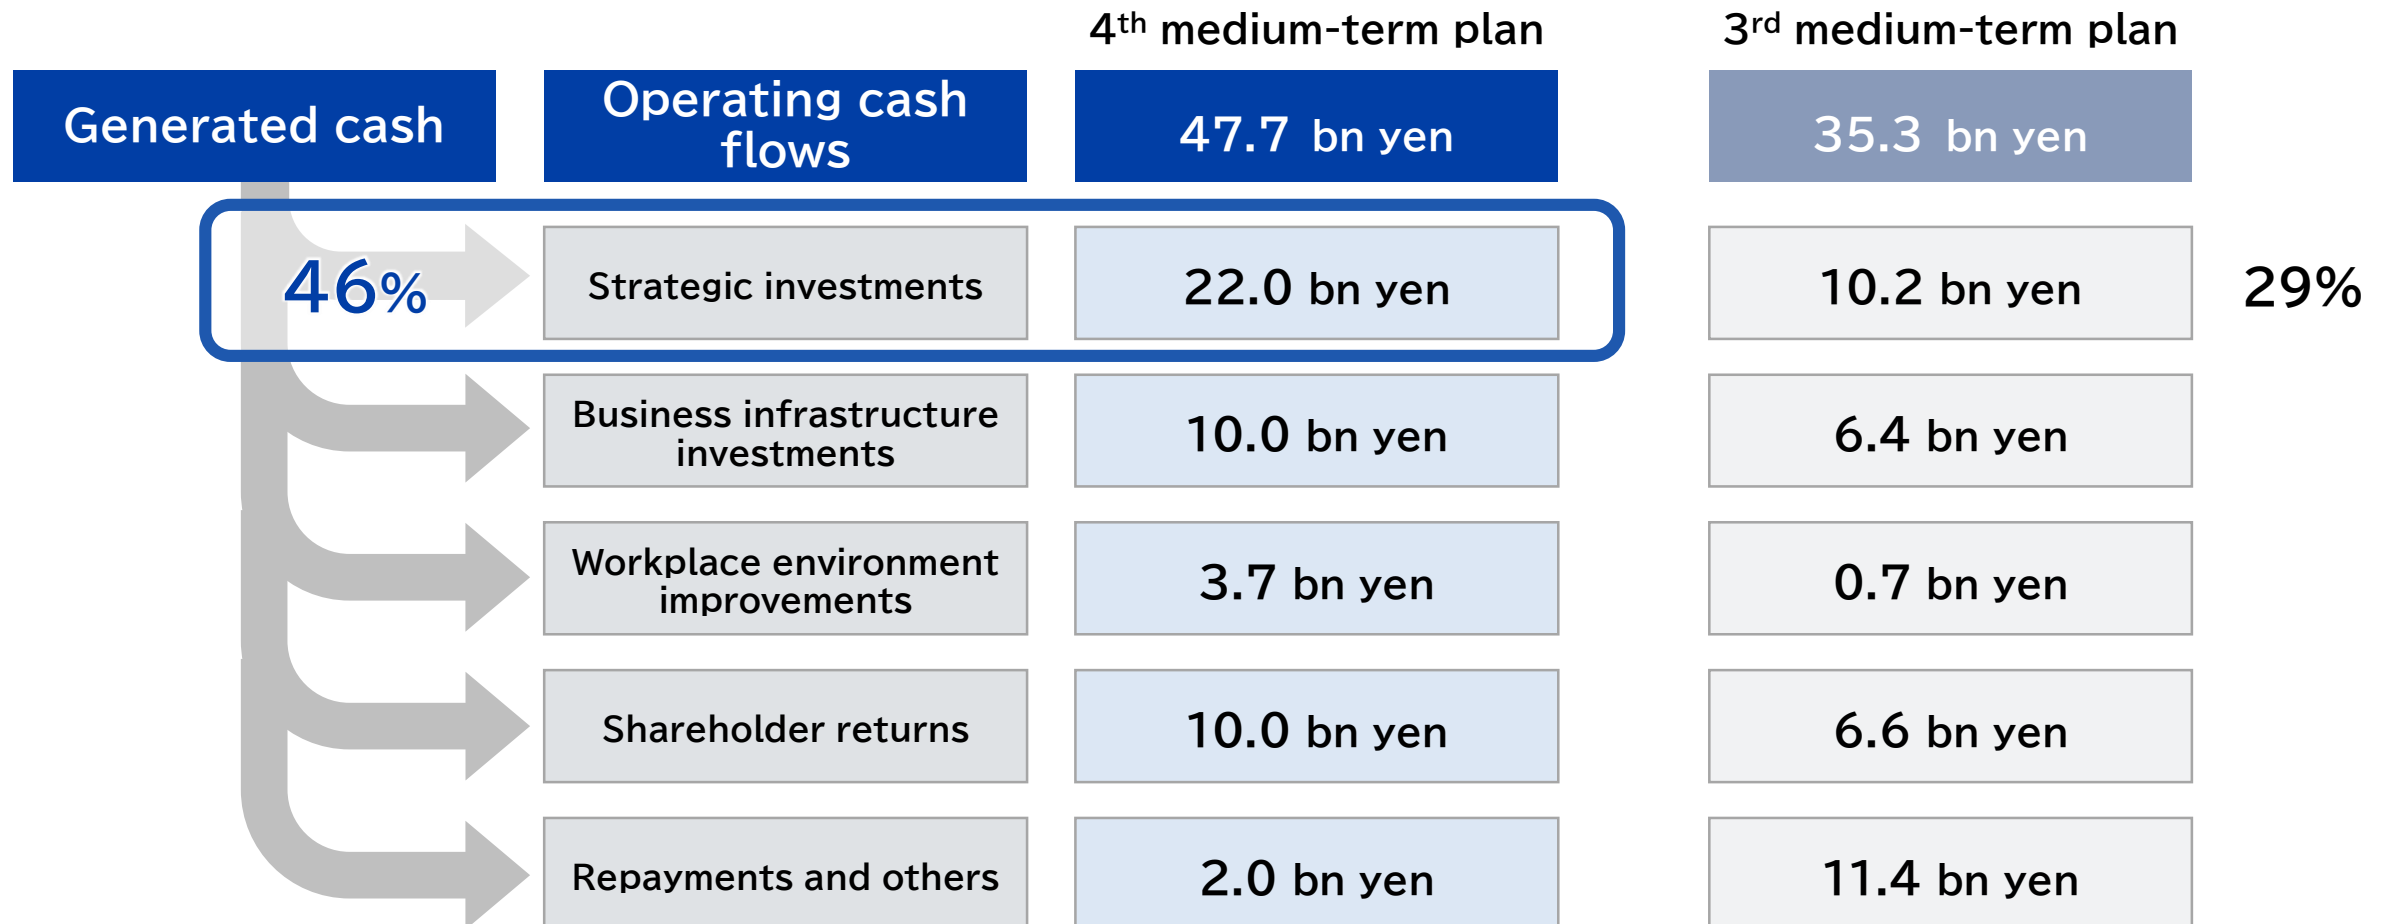 4th medium-term plan
3rd medium-term plan
Generated cash
Operating cash
flows
47.7 bn yen
35.3 bn yen
46%
Strategic investments
22.0 bn yen
10.2 bn yen
29%
Business infrastructure
investments
10.0 bn yen
6.4 bn yen
Workplace environment
improvements
3.7 bn yen
0.7 bn yen
Shareholder returns
10.0 bn yen
6.6 bn yen
Repayments and others
2.0 bn yen
11.4 bn yen